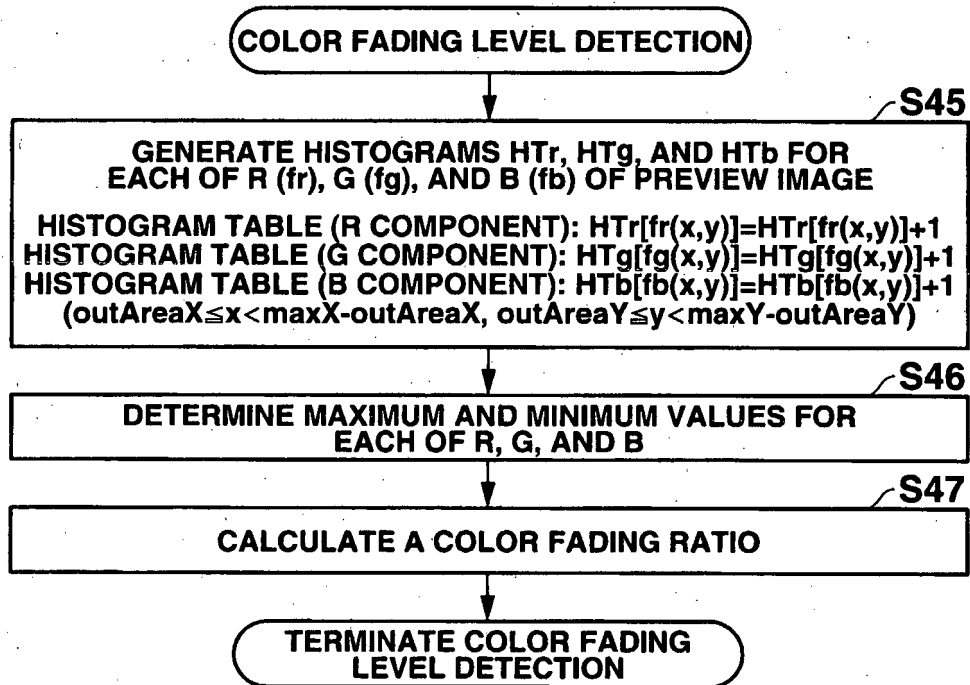 COLOR FADING LEVEL DETECTION
S45
GENERATE HISTOGRAMS HTr, HTg, AND HTb FOR
EACH OF R (fr), G (fg), AND B (fb) OF PREVIEW IMAGE
HISTOGRAM TABLE (R COMPONENT): HTr[fr(x,y)]=HTr[fr(x,y)]+1
HISTOGRAM TABLE (G COMPONENT): HTg[fg(x,y)]=HTg[fg(x,y)]+1
HISTOGRAM TABLE (B COMPONENT): HTb[fb(x,y)]=HTb[fb(x,y)]+1
(outAreaX≦x<maxX-outAreaX, outAreaY≦y<maxY-outAreaY)
S46
DETERMINE MAXIMUM AND MINIMUM VALUES FOR
EACH OF R, G, AND B
S47
CALCULATE A COLOR FADING RATIO
TERMINATE COLOR FADING
LEVEL DETECTION